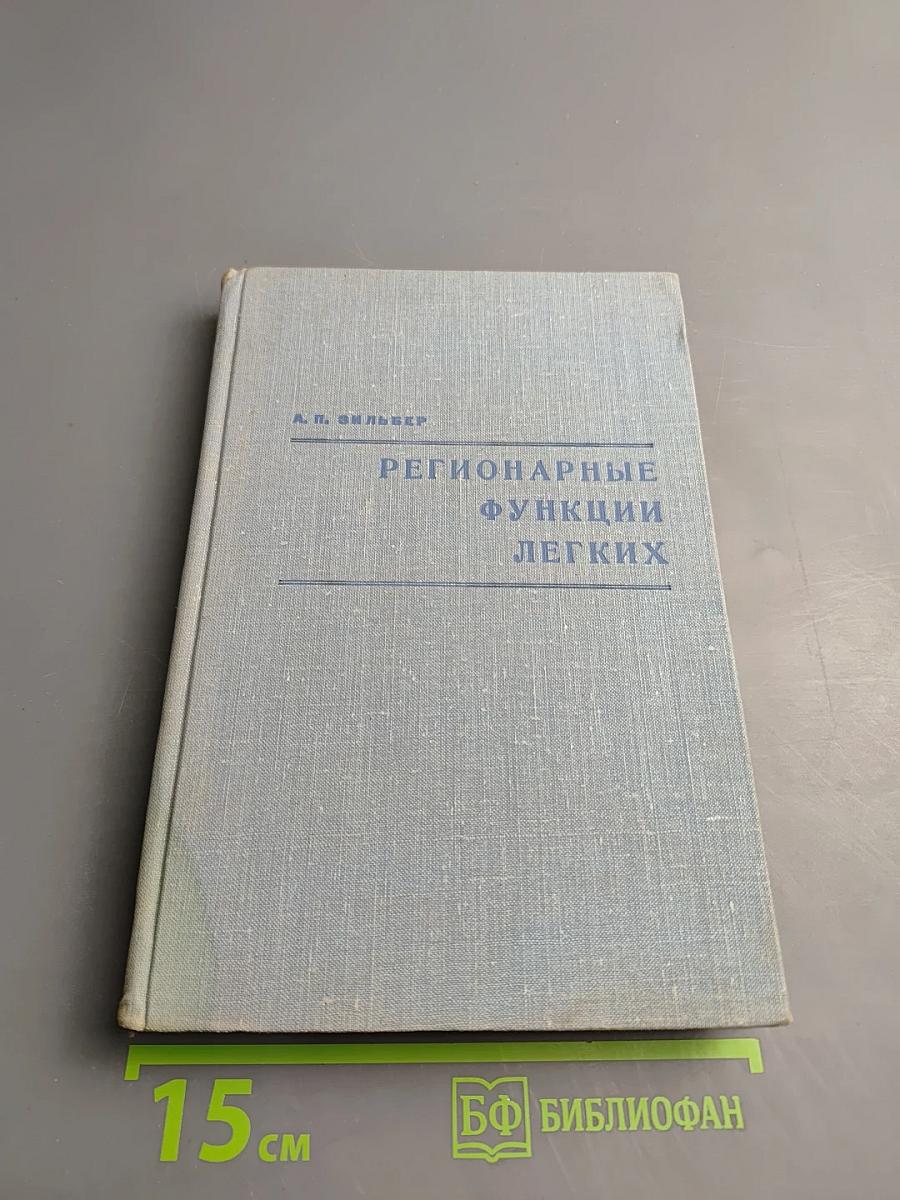 А. П. ЗИЛЬБЕР
РЕГИОНАРНЫЕ
ФУНКЦИИ
ЛЕГКИХ
15 см
БФ БИБЛИОФАН